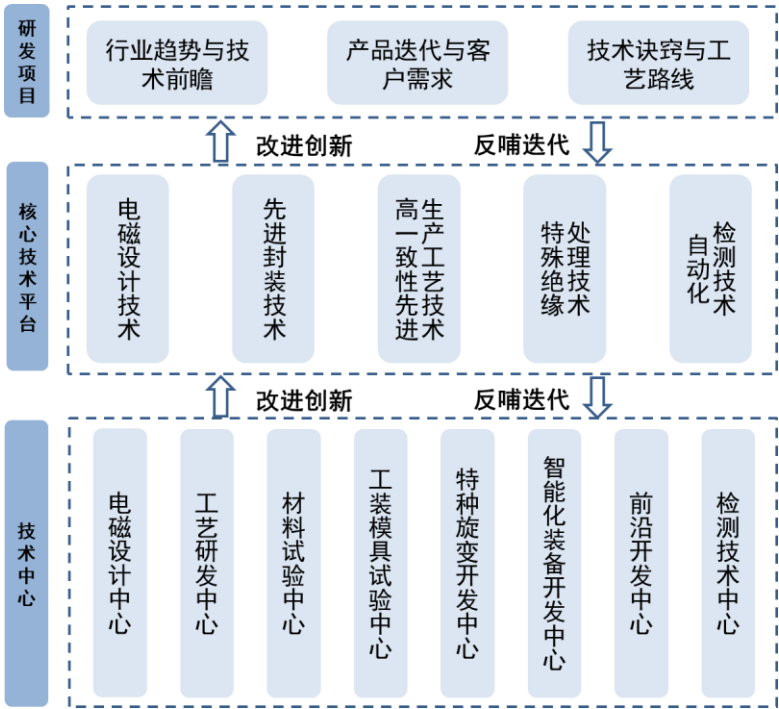 研发项目
行业趋势与技
术前瞻
产品迭代与客
户需求
技术诀窍与工
艺路线
改进创新
反哺迭代
核心技术平台
电磁设计技术
先进封装技术
高一致性先进
生产工艺技术
特殊绝缘
处理技术
自动化
检测技术
改进创新
反哺迭代
技术中心
电磁设计中心
工艺研发中心
材料试验中心
工装模具试验中心
特种旋变开发中心
智能化装备开发中心
前沿开发中心
检测技术中心